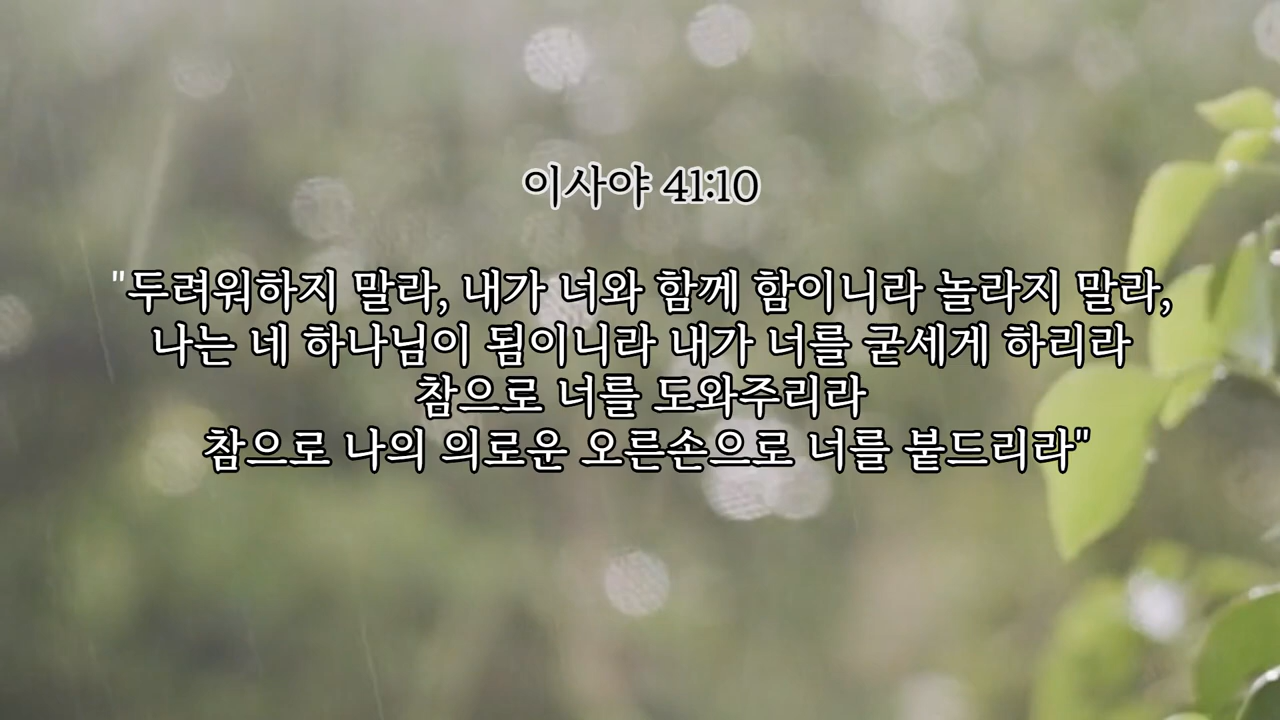 이사야 41:10
"두려워하지 말라, 내가 너와 함께 함이니라 놀라지 말라,
나는 네 하나님이 됨이니라 내가 너를 굳세게 하리라
참으로 너를 도와주리라
참으로 나의 의로운 오른손으로 너를 붙드리라"